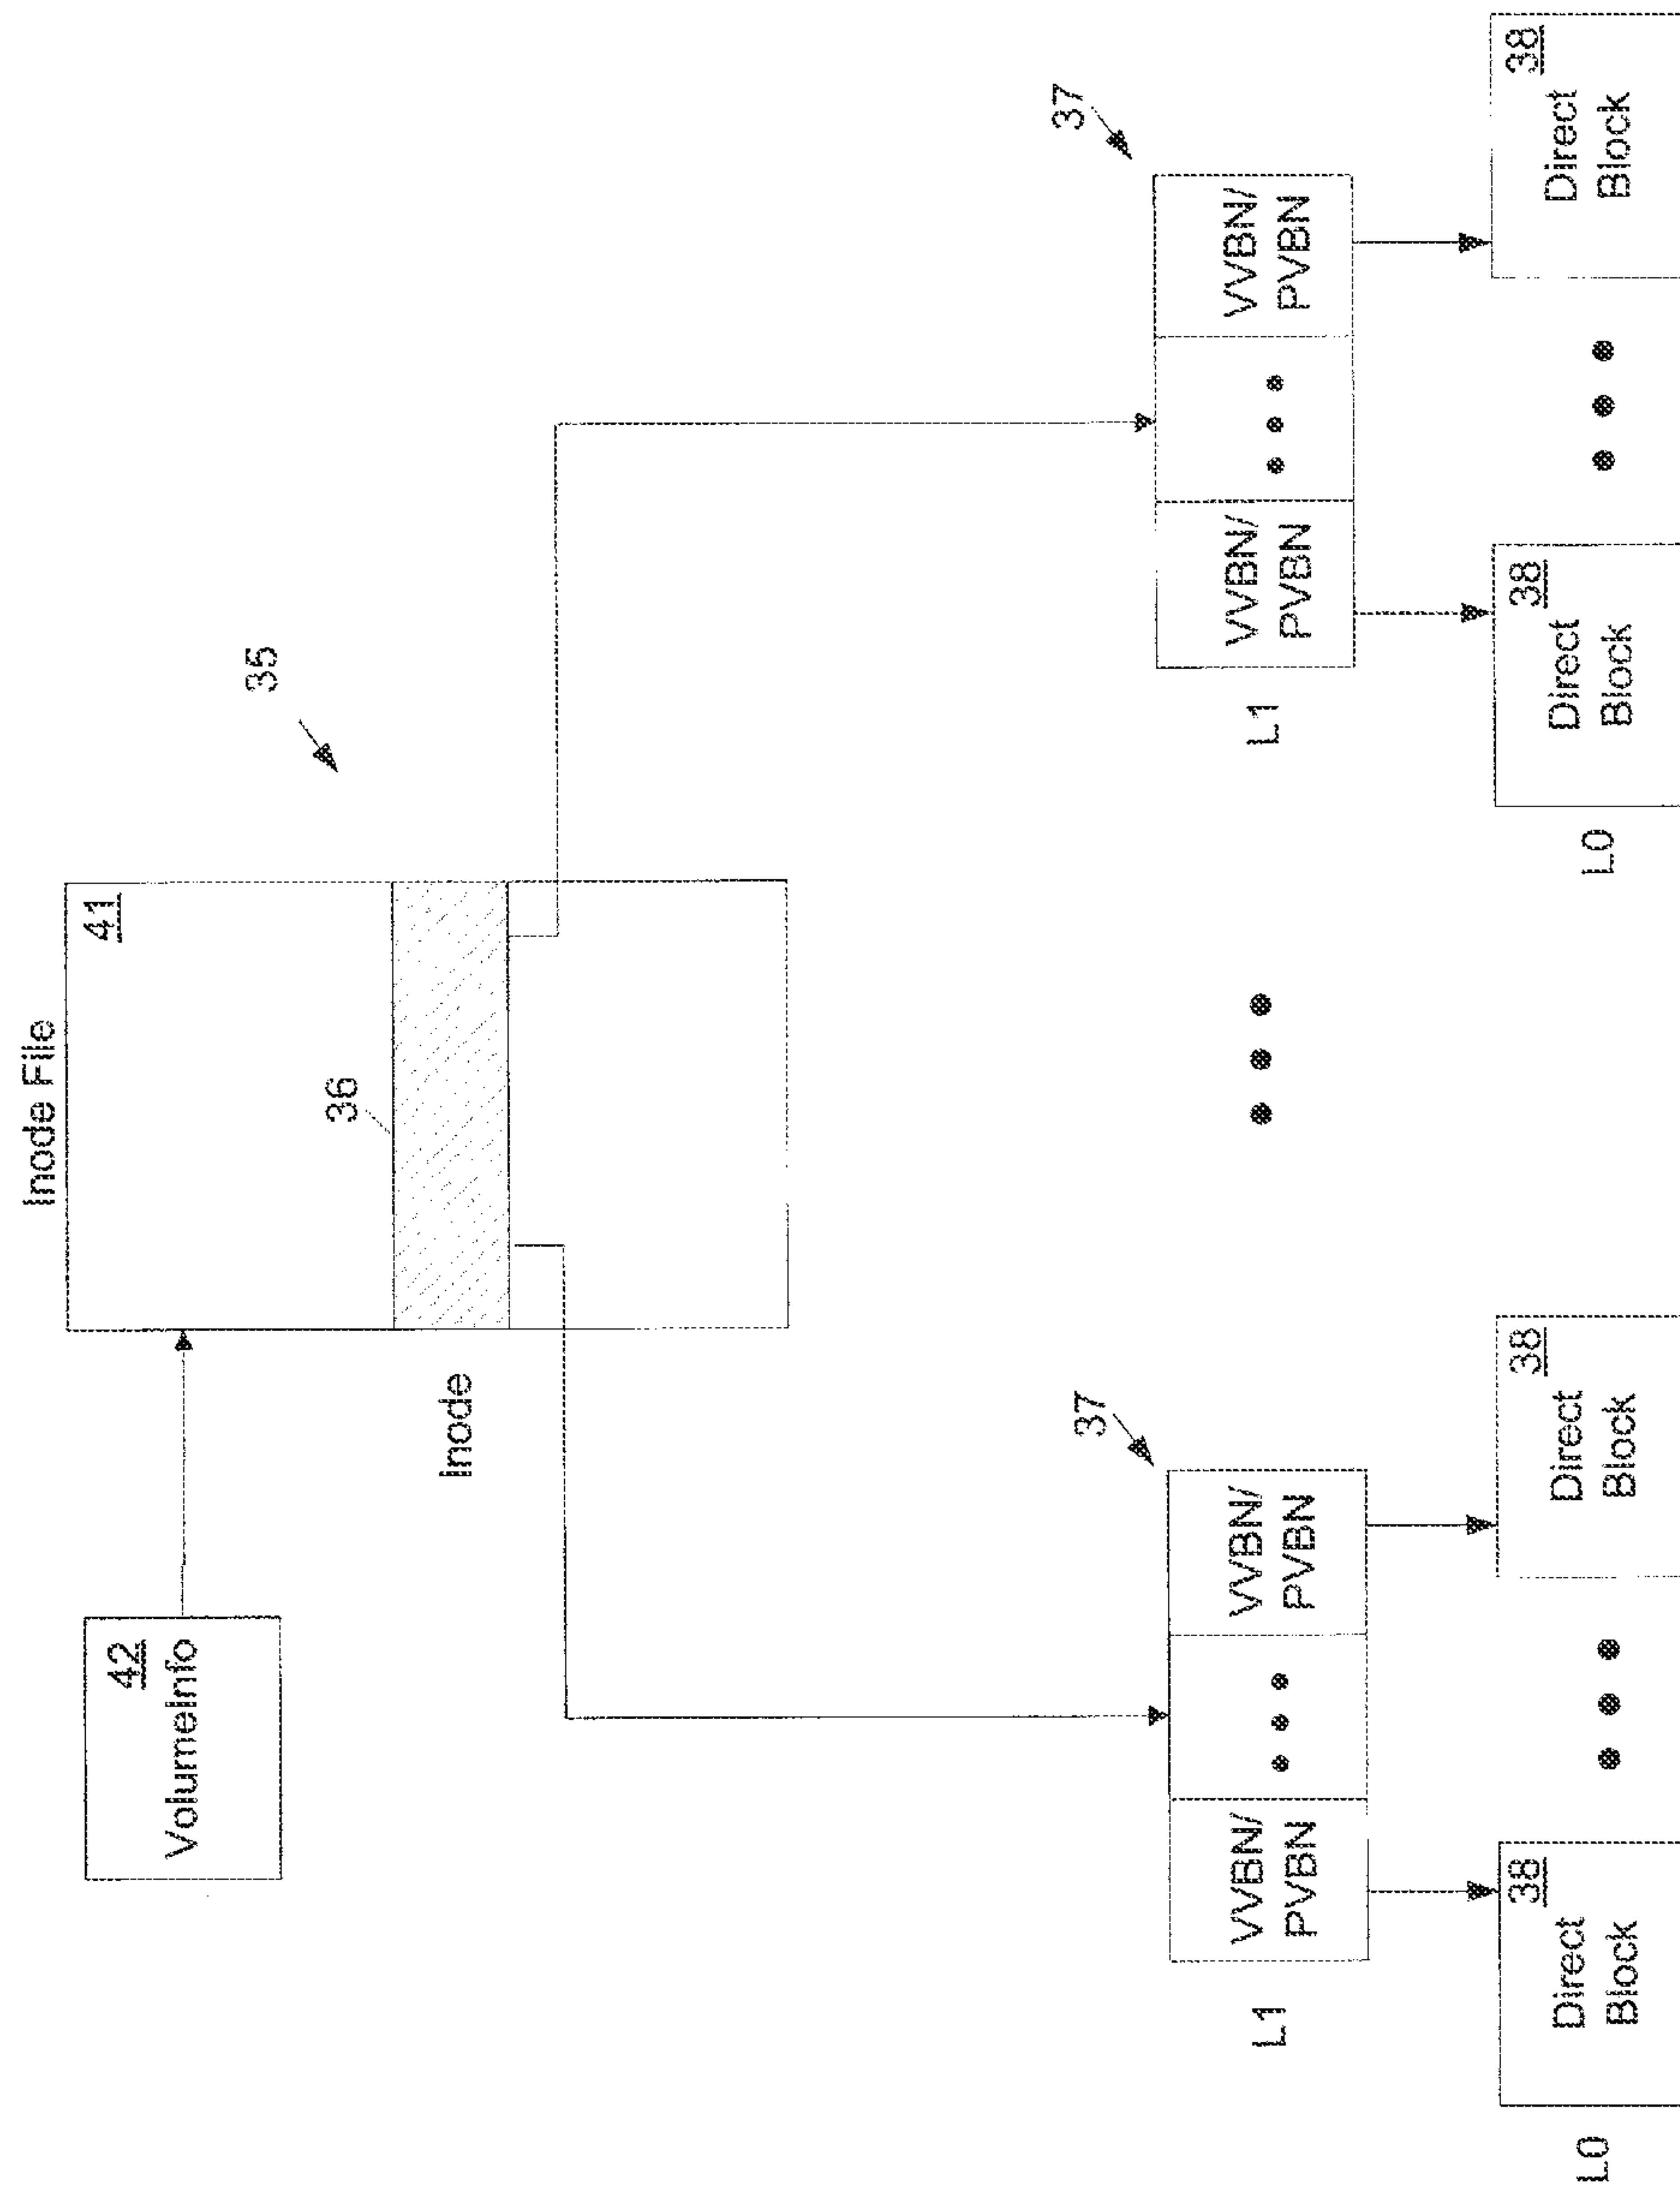 Inode File
41
42
VolumeInfo
35
36
Inode
37
37
L1
VVBN/
PVBN
VVBN/
PVBN
L1
VVBN/
PVBN
VVBN/
PVBN
L0
38
Direct
Block
38
Direct
Block
L0
38
Direct
Block
38
Direct
Block